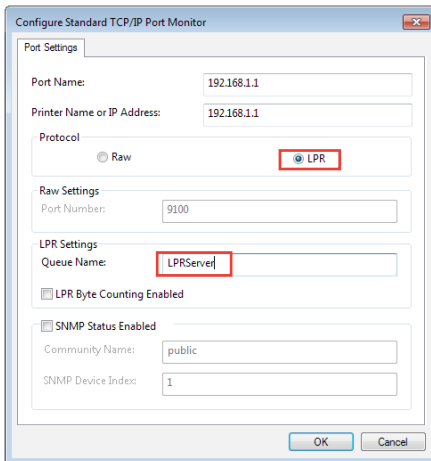 Configure Standard TCP/IP Port Monitor
Port Settings
Port Name: 192.168.1.1
Printer Name or IP Address: 192.168.1.1
Protocol
Raw LPR
Raw Settings
Port Number: 9100
LPR Settings
Queue Name: LPRServer
LPR Byte Counting Enabled
SNMP Status Enabled
Community Name: public
SNMP Device Index: 1
OK Cancel